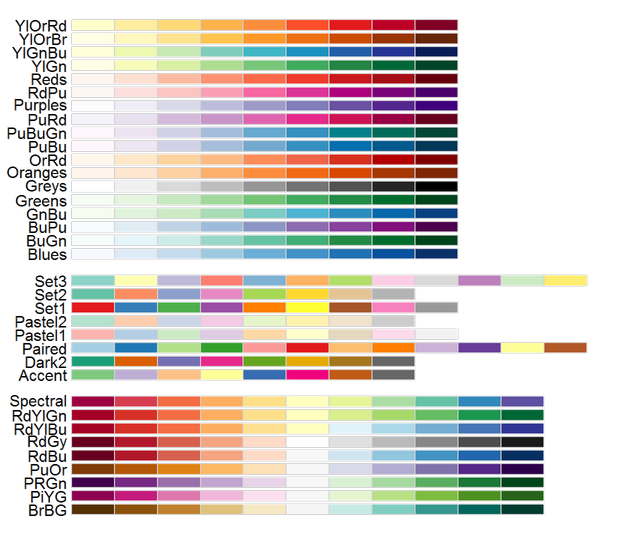 YlOrRd
YlOrBr
YlGnBu
YlGn
Reds
RdPu
Purples
PuRd
PuBuGn
PuBu
OrRd
Oranges
Greys
Greens
GnBu
BuPu
BuGn
Blues
Set3
Set2
Set1
Pastel2
Pastel1
Paired
Dark2
Accent
Spectral
RdYlGn
RdYlBu
RdGy
RdBu
PuOr
PRGn
PiYG
BrBG